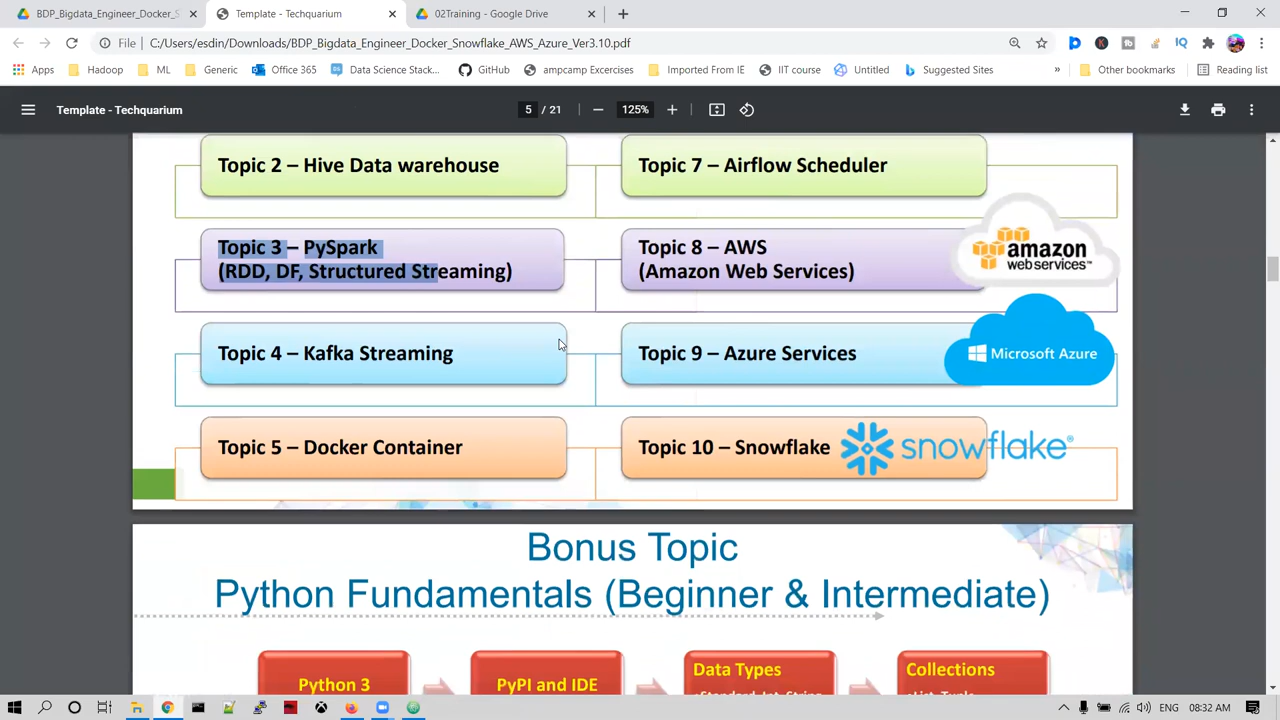 BDP_Bigdata_Engineer_Docker_S
Template - Techquarium
02Training - Google Drive
File
C:/Users/esdin/Downloads/BDP_Bigdata_Engineer_Docker_Snowflake_AWS_Azure_Ver3.10.pdf
Apps
Hadoop
ML
Generic
Office 365
Data Science Stack...
GitHub
ampcamp Excercises
Imported From IE
IIT course
Untitled
Suggested Sites
»
Other bookmarks
Reading list
Template - Techquarium
5 / 21
125%
Topic 2 – Hive Data warehouse
Topic 7 – Airflow Scheduler
Topic 3 – PySpark
(RDD, DF, Structured Streaming)
Topic 8 – AWS
(Amazon Web Services)
amazon
web services™
Topic 4 – Kafka Streaming
Topic 9 – Azure Services
Microsoft Azure
Topic 5 – Docker Container
Topic 10 – Snowflake
snowflake®
Bonus Topic
Python Fundamentals (Beginner & Intermediate)
Python 3
PyPI and IDE
Data Types
Collections
ENG
08:32 AM